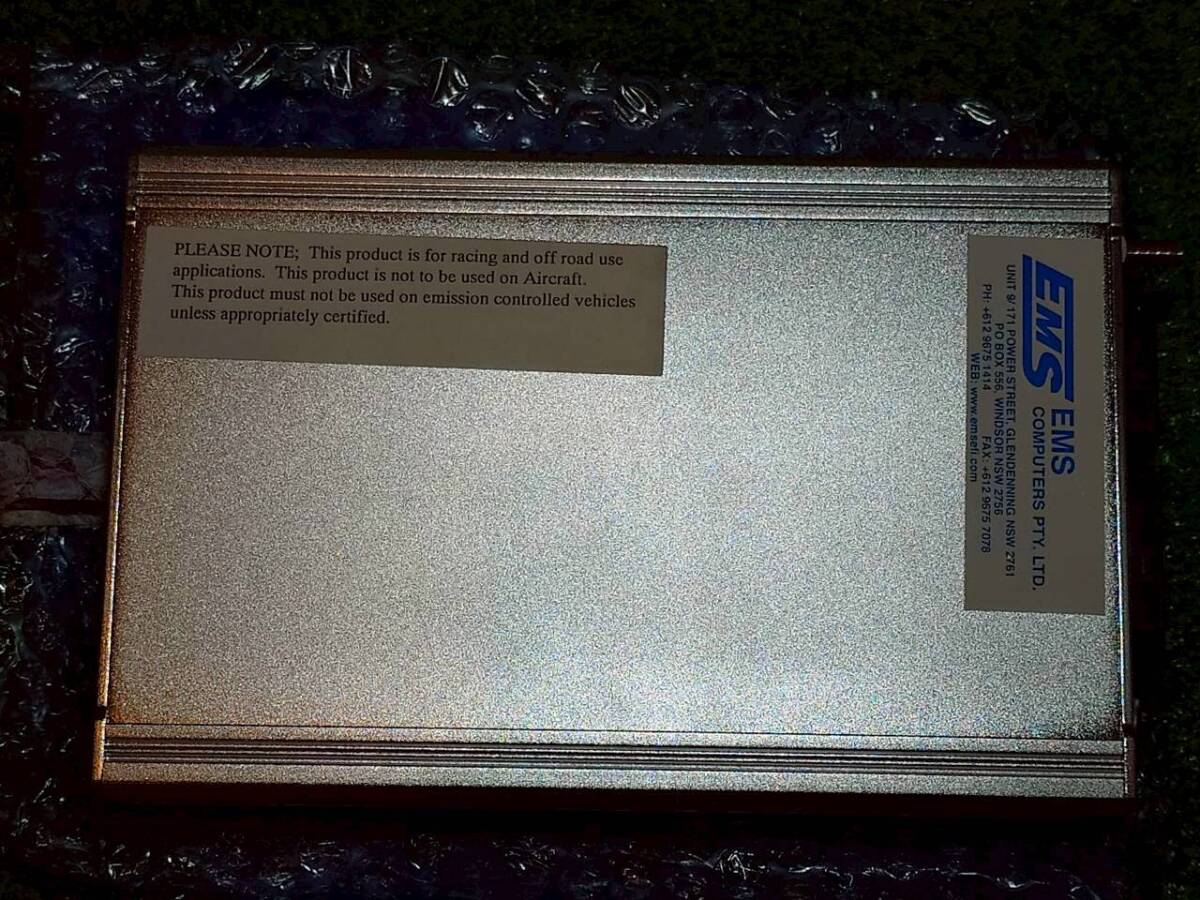 PLEASE NOTE; This product is for racing and off road use
applications. This product is not to be used on Aircraft.
This product must not be used on emission controlled vehicles
unless appropriately certified.
EMS EMS
COMPUTERS PTY. LTD.
UNIT 9/ 171 POWER STREET, GLENDENNING NSW 2761
PO BOX 556, WINDSOR NSW 2756
PH: +612 9675 1414 FAX: +612 9675 7078
WEB: www.emsefi.com